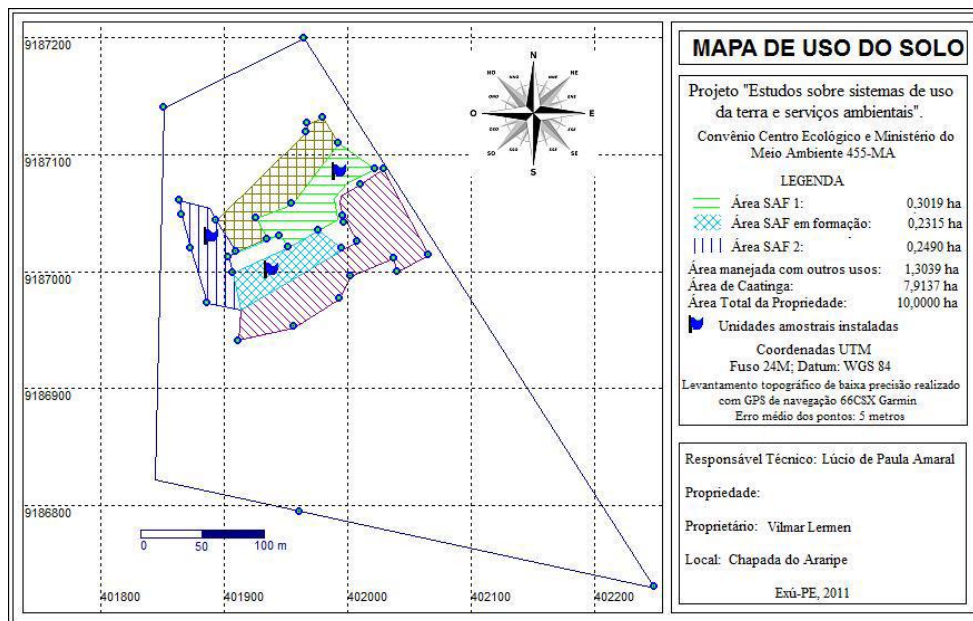 MAPA DE USO DO SOLO
Projeto "Estudos sobre sistemas de uso
da terra e serviços ambientais".
Convênio Centro Ecológico e Ministério do
Meio Ambiente 455-MA
LEGENDA
Área SAF 1: 0,3019 ha
Área SAF em formação: 0,2315 ha
Área SAF 2: 0,2490 ha
Área manejada com outros usos: 1,3039 ha
Área de Caatinga: 7,9137 ha
Área Total da Propriedade: 10,0000 ha
Unidades amostrais instaladas
Coordenadas UTM
Fuso 24M; Datum: WGS 84
Levantamento topográfico de baixa precisão realizado
com GPS de navegação 66CSX Garmin
Erro médio dos pontos: 5 metros
Responsável Técnico: Lúcio de Paula Amaral
Propriedade:
Proprietário: Vilmar Lermen
Local: Chapada do Araripe
Exú-PE, 2011
9187200
9187100
9187000
9186900
9186800
401800 401900 402000 402100 402200
0 50 100 m
N
NO NE
O E
SO SE
S